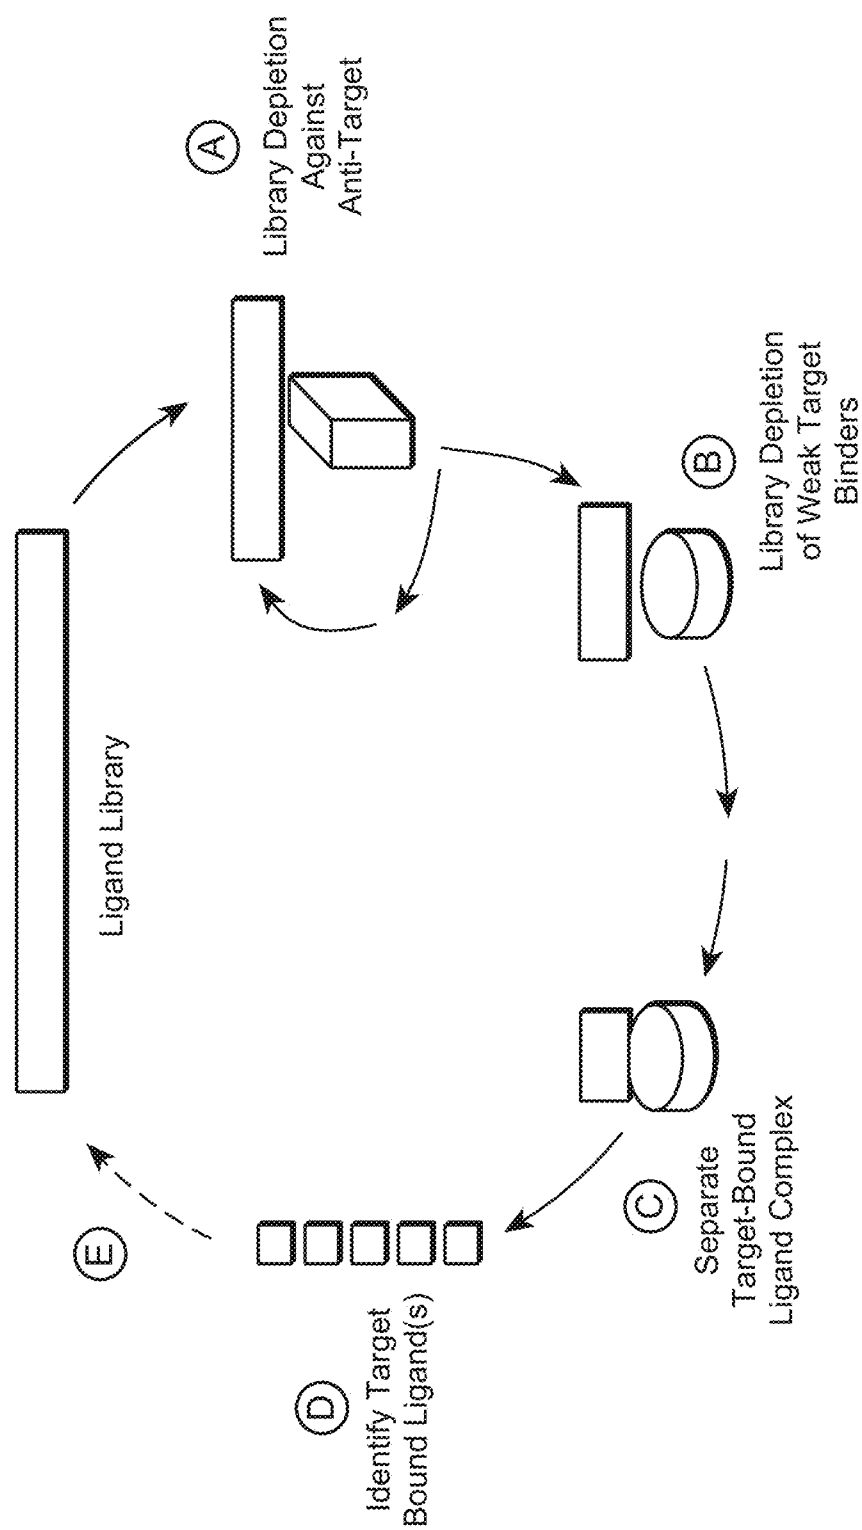 Ligand Library
A
Library Depletion
Against
Anti-Target
B
Library Depletion
of Weak Target
Binders
C
Separate
Target-Bound
Ligand Complex
D
Identify Target
Bound Ligand(s)
E